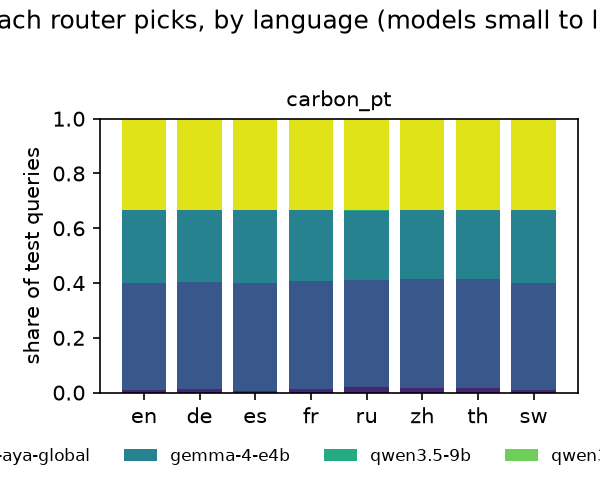 ach router picks, by language (models small to l
carbon_pt
share of test queries
1.0
0.8
0.6
0.4
0.2
0.0
en de es fr ru zh th sw
-aya-global gemma-4-e4b qwen3.5-9b qwen3